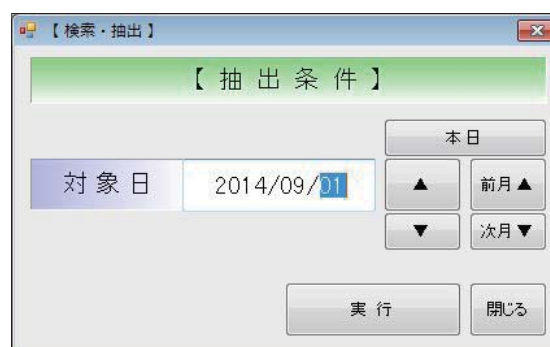 【 検索・抽出 】
【 抽 出 条 件 】
本 日
対 象 日 2014/09/01 ▲ 前月▲
▼ 次月▼
実 行 閉じる